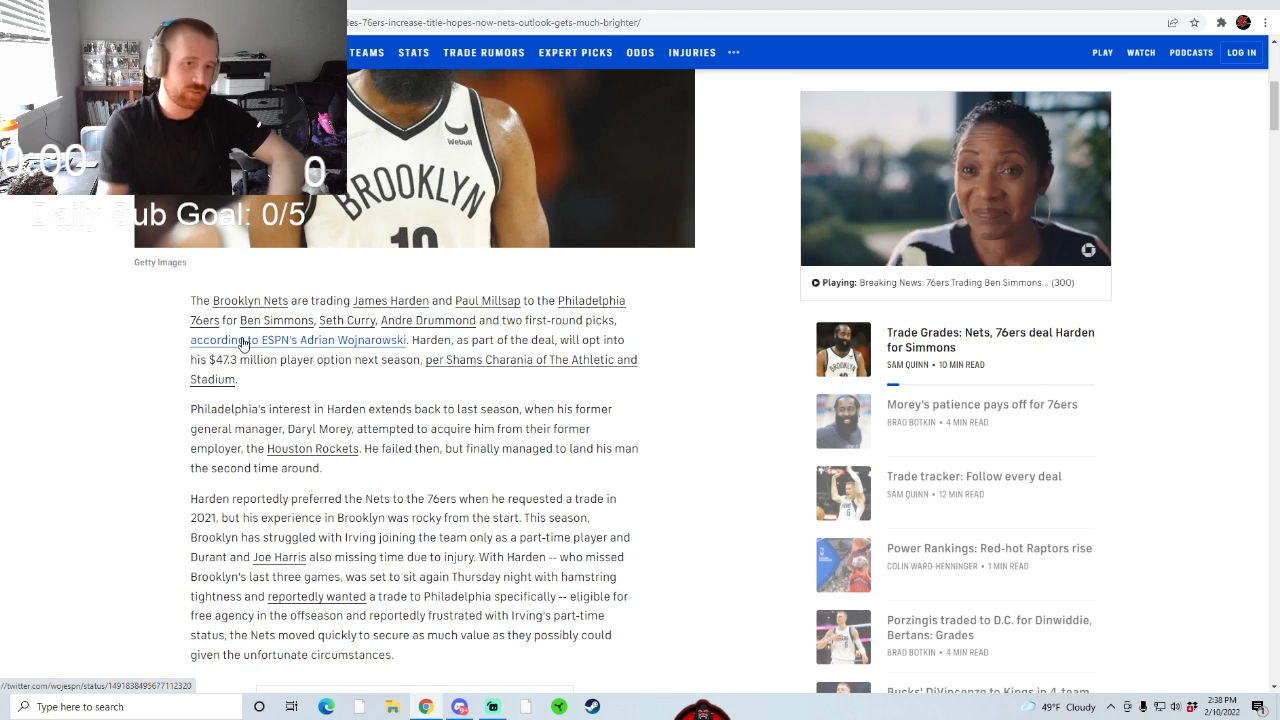 des-76ers-increase-title-hopes-now-nets-outlook-gets-much-brighter/
TEAMS STATS TRADE RUMORS EXPERT PICKS ODDS INJURIES ••• PLAY WATCH PODCASTS LOG IN
Webull
BROOKLYN
0:00
0
Daily Sub Goal: 0/5
Getty Images
The Brooklyn Nets are trading James Harden and Paul Millsap to the Philadelphia
76ers for Ben Simmons, Seth Curry, Andre Drummond and two first-round picks,
according to ESPN's Adrian Wojnarowski. Harden, as part of the deal, will opt into
his $47.3 million player option next season, per Shams Charania of The Athletic and
Stadium.
Philadelphia's interest in Harden extends back to last season, when his former
general manager, Daryl Morey, attempted to acquire him from their former
employer, the Houston Rockets. He failed then, but finally managed to land his man
the second time around.
Harden reportedly preferred the Nets to the 76ers when he requested a trade in
2021, but his experience in Brooklyn was rocky from the start. This season,
Brooklyn has struggled with Irving joining the team only as a part-time player and
Durant and Joe Harris also missing time due to injury. With Harden -- who missed
Brooklyn's last three games, was set to sit again Thursday night with hamstring
tightness and reportedly wanted a trade to Philadelphia specifically -- eligible for
free agency in the offseason and reportedly frustrated with Irving's part-time
status, the Nets moved quickly to secure as much value as they possibly could
given the unfortunate circumstances.
Playing: Breaking News: 76ers Trading Ben Simmons... (300)
Trade Grades: Nets, 76ers deal Harden
for Simmons
SAM QUINN • 10 MIN READ
Morey's patience pays off for 76ers
BRAD BOTKIN • 4 MIN READ
Trade tracker: Follow every deal
SAM QUINN • 12 MIN READ
Power Rankings: Red-hot Raptors rise
COLIN WARD-HENNINGER • 1 MIN READ
Porzingis traded to D.C. for Dinwiddie,
Bertans: Grades
BRAD BOTKIN • 4 MIN READ
Bucks' DiVincenzo to Kings in 4-team
//twitter.com/wojespn/status/1491838495677112320
Type here to search
49°F Cloudy
2:38 PM
2/10/2022